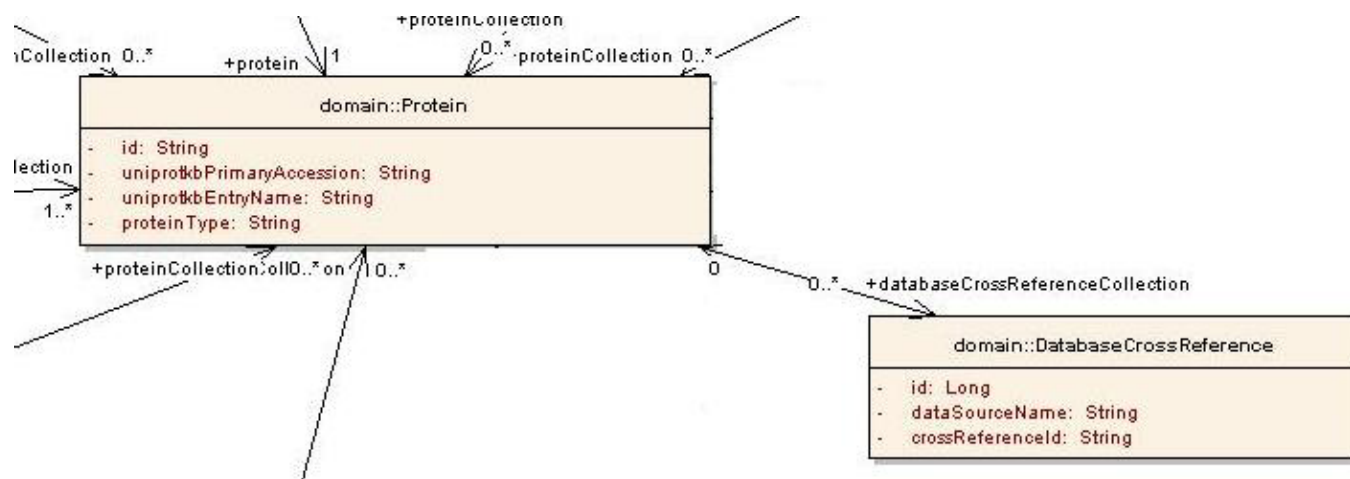 +proteinCollection
Collection 0..*
+protein
1
0..*
proteinCollection 0..*
domain::Protein
- id: String
- uniprotkbPrimaryAccession: String
- uniprotkbEntryName: String
- proteinType: String
lection
1..*
+proteinCollection
0..*
on
0..*
0
0..*
+databaseCrossReferenceCollection
domain::DatabaseCrossReference
- id: Long
- dataSourceName: String
- crossReferenceId: String